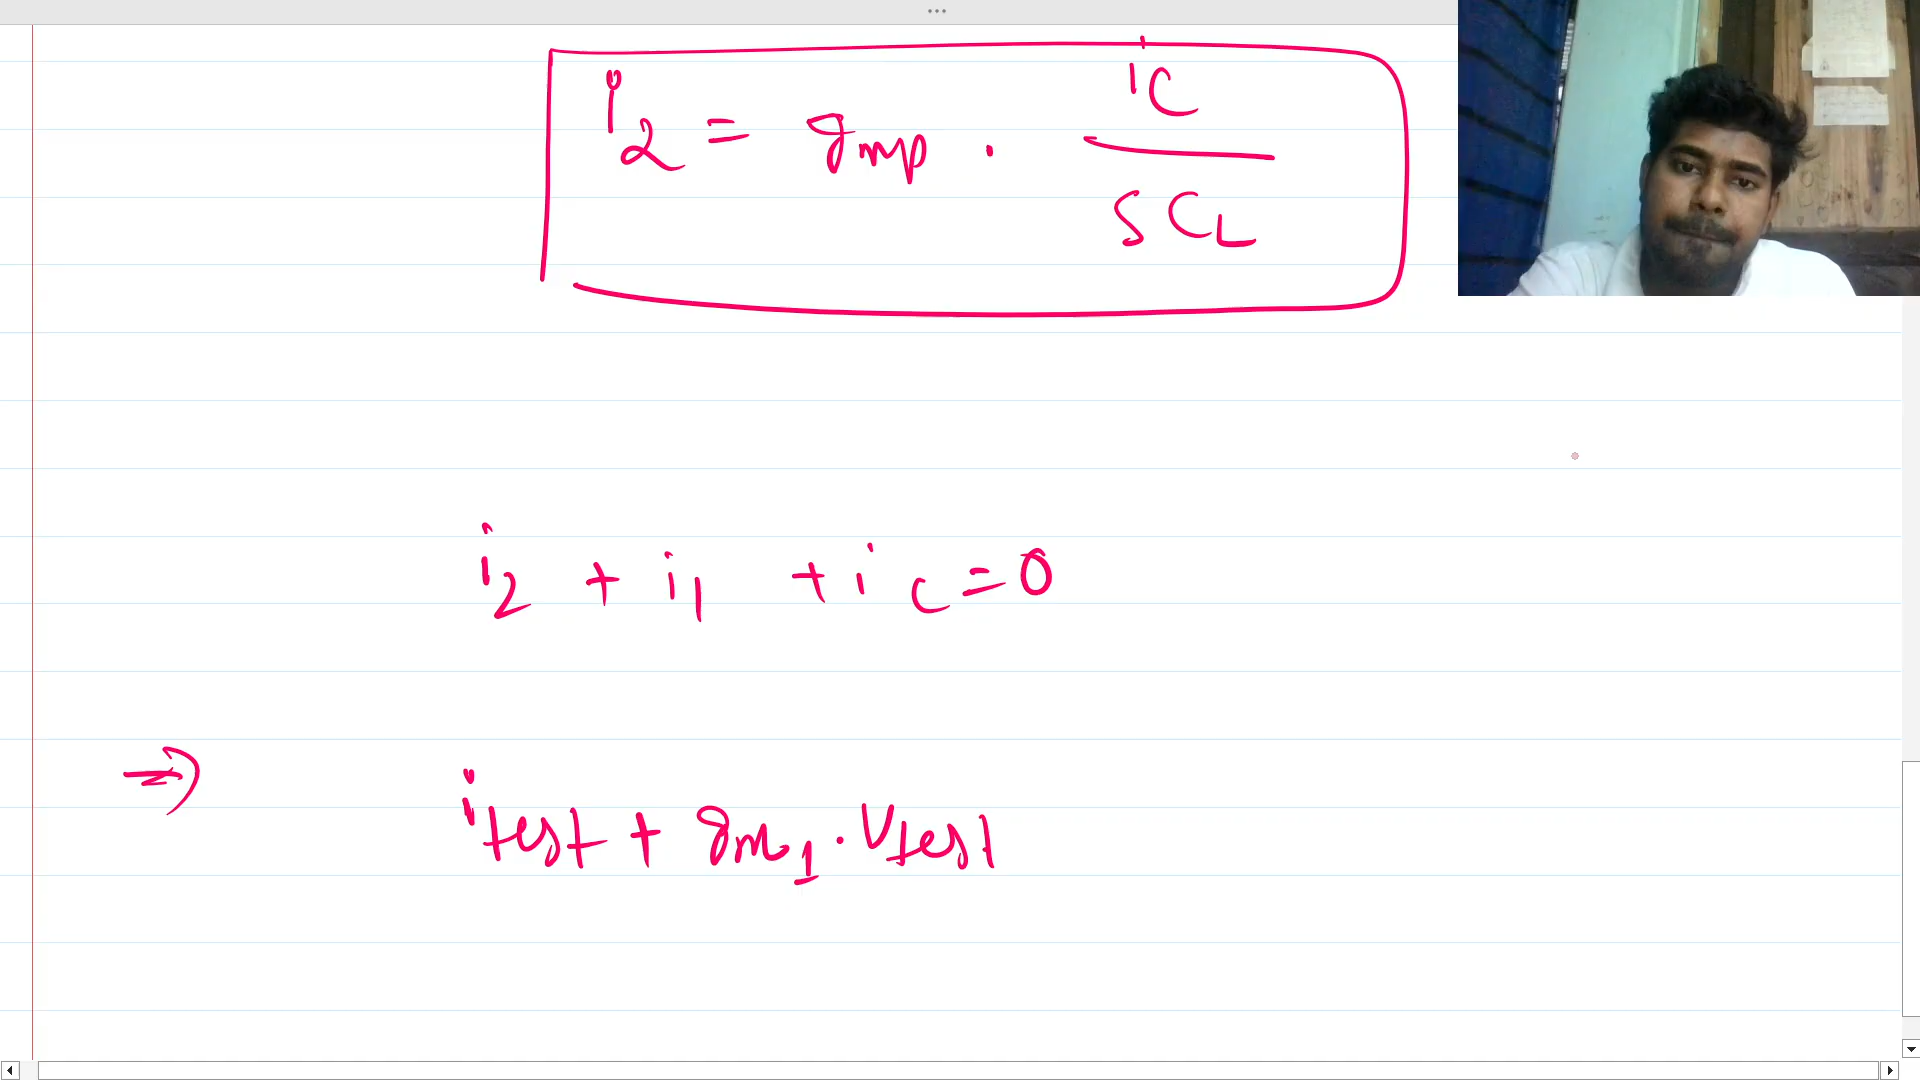 i2 = gmp . ic / SCL
i2 + i1 + ic = 0
⇒ itest + gm1 . Vtest